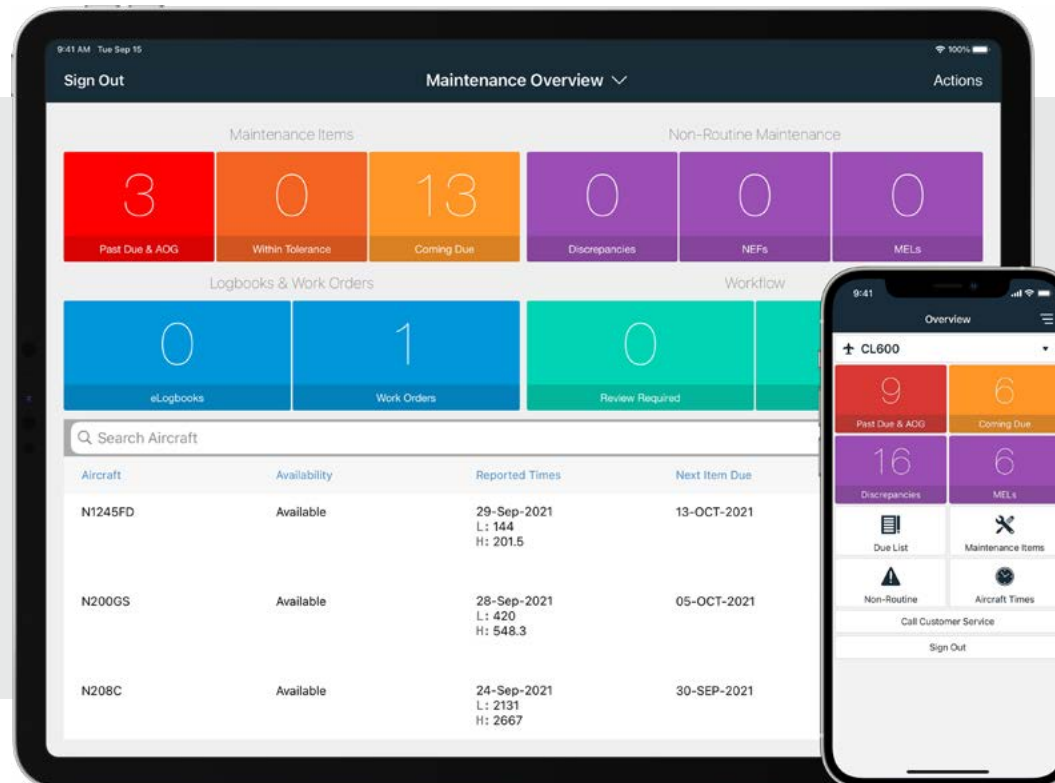 9:41 AM Tue Sep 15
100%
Sign Out
Maintenance Overview
Actions
Maintenance Items
Non-Routine Maintenance
3
0
13
0
0
0
Past Due & AOG
Within Tolerance
Coming Due
Discrepancies
NEFs
MELs
Logbooks & Work Orders
Workflow
0
1
0
eLogbooks
Work Orders
Review Required
Search Aircraft
Aircraft
Availability
Reported Times
Next Item Due
N1245FD
Available
29-Sep-2021
L: 144
H: 201.5
13-OCT-2021
N200GS
Available
28-Sep-2021
L: 420
H: 548.3
05-OCT-2021
N208C
Available
24-Sep-2021
L: 2131
H: 2667
30-SEP-2021
9:41
Overview
CL600
9
6
Past Due & AOG
Coming Due
16
6
Discrepancies
MELs
Due List
Maintenance Items
Non-Routine
Aircraft Times
Call Customer Service
Sign Out